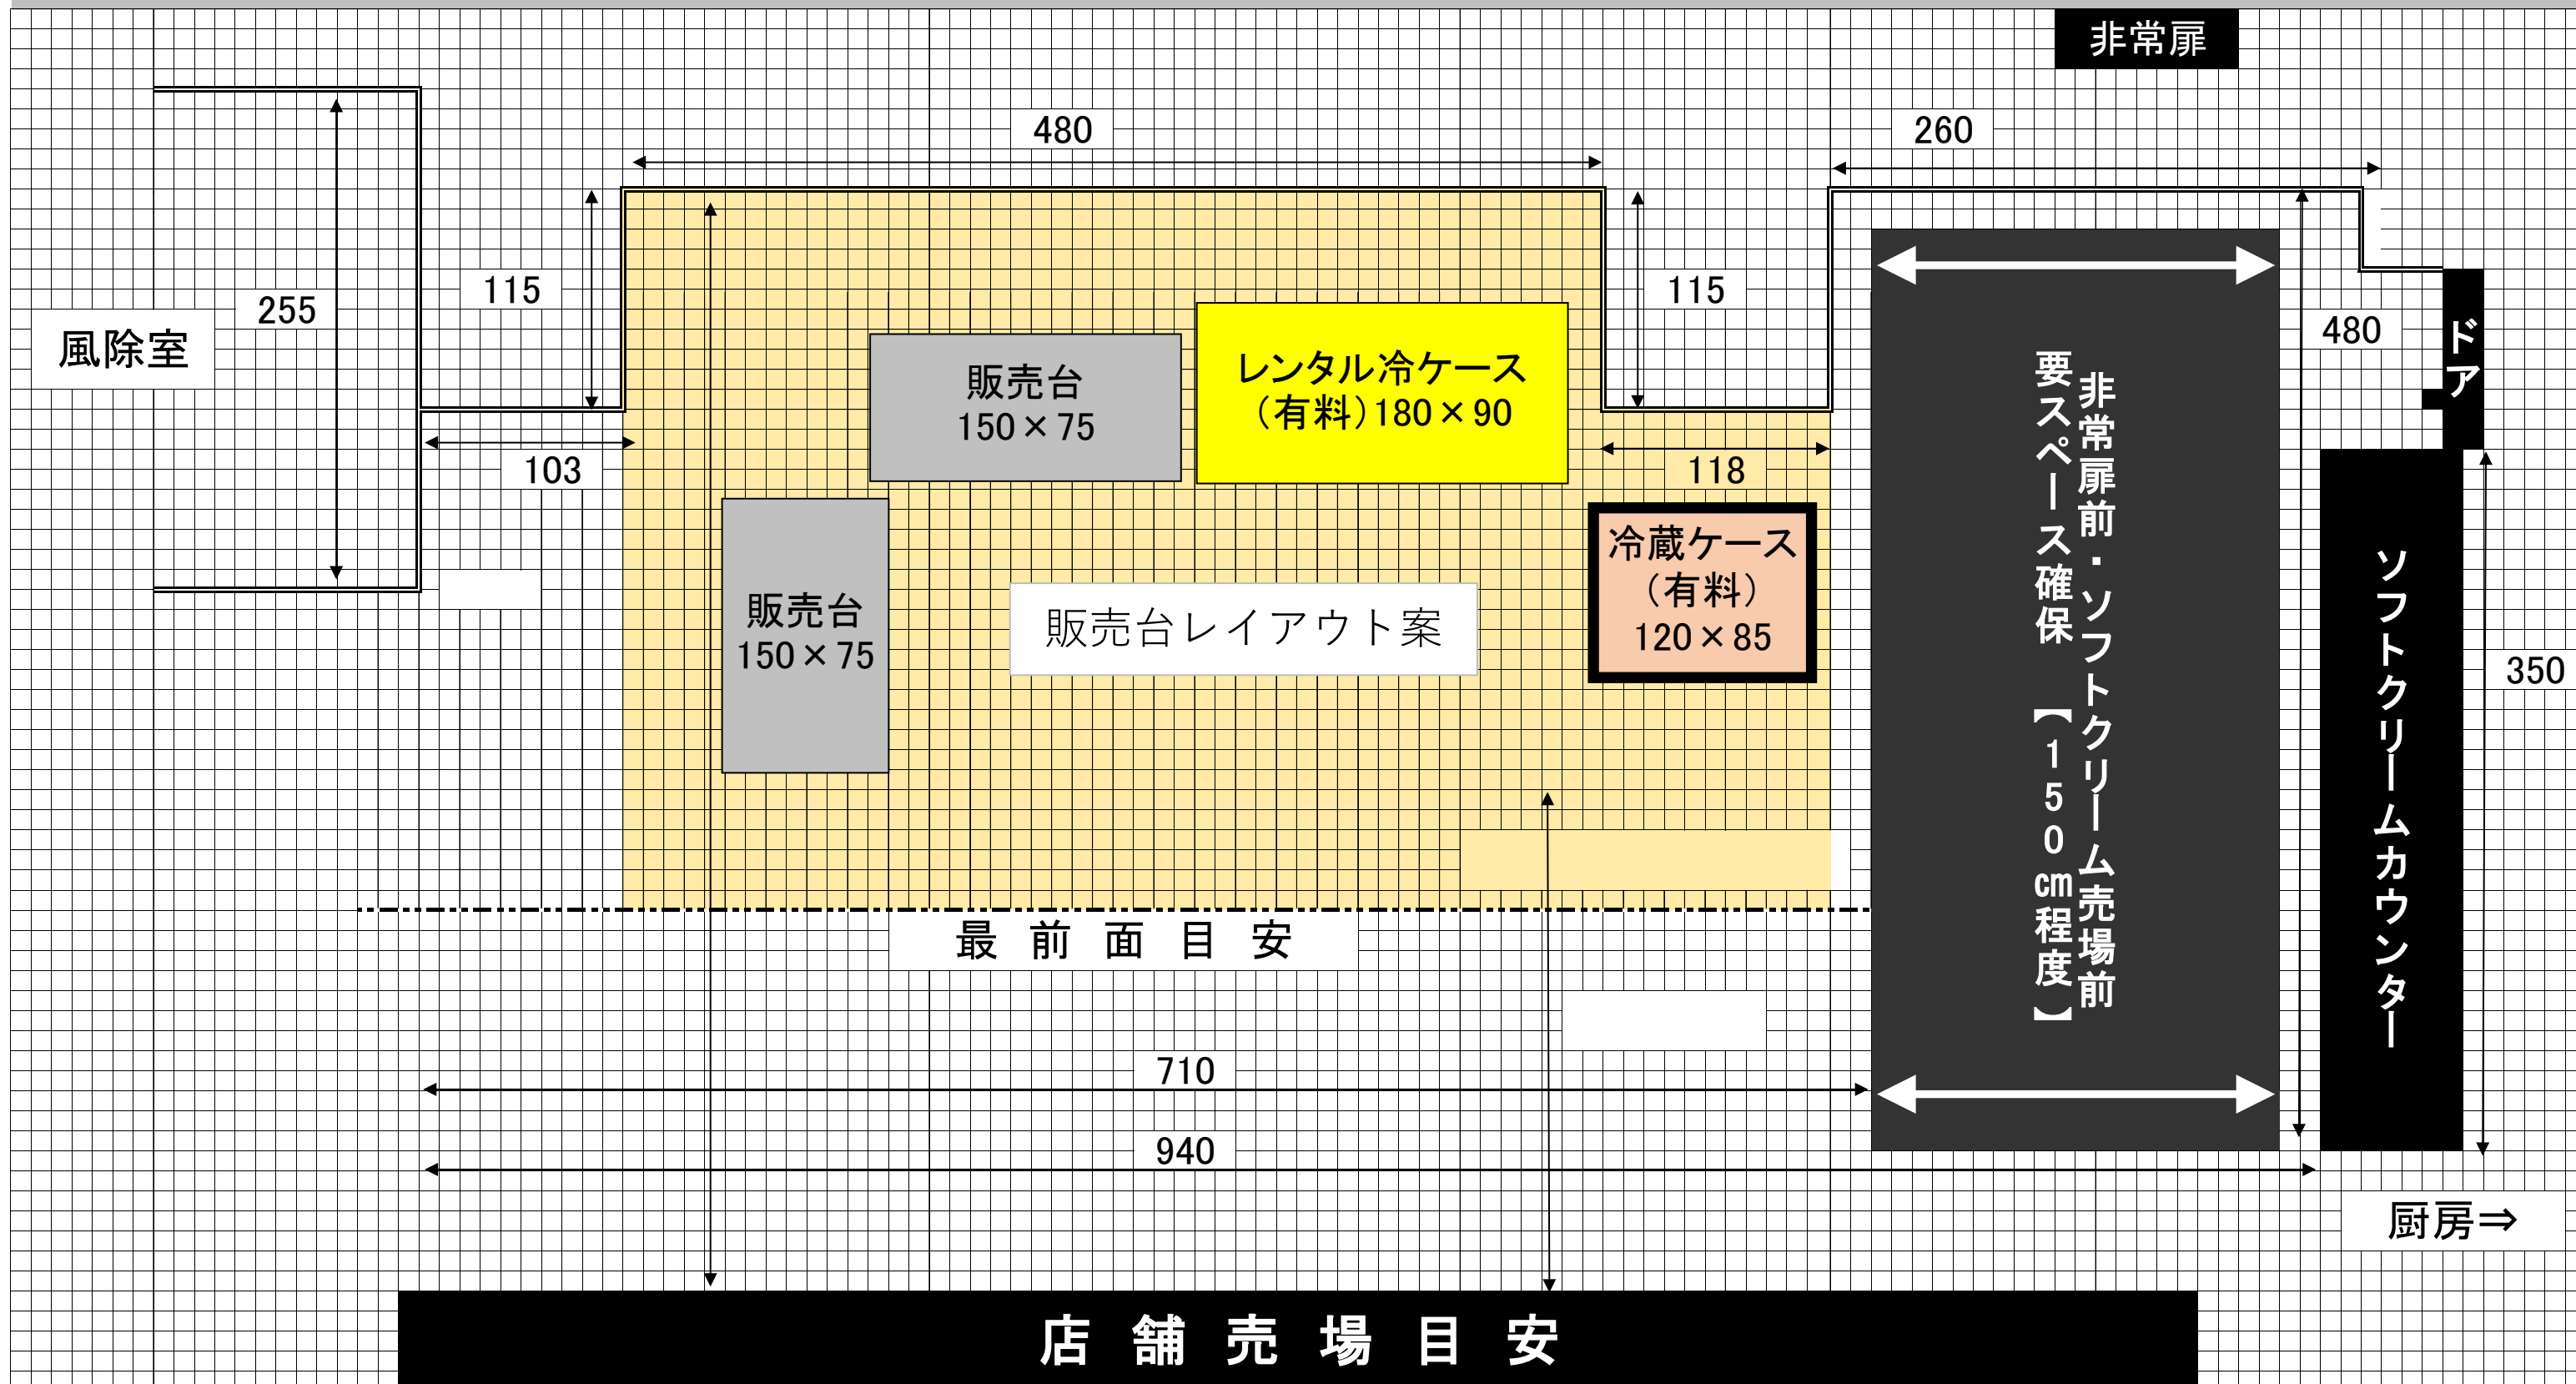 非常扉
480
260
255
115
115
風除室
480
ドア
販売台
150×75
レンタル冷ケース
（有料）180×90
103
118
冷蔵ケース
（有料）
120×85
販売台
150×75
販売台レイアウト案
非常扉前・ソフトクリーム売場前
要スペース確保　【150㎝程度】
ソフトクリームカウンター
350
最前面目安
710
940
厨房⇒
店舗売場目安